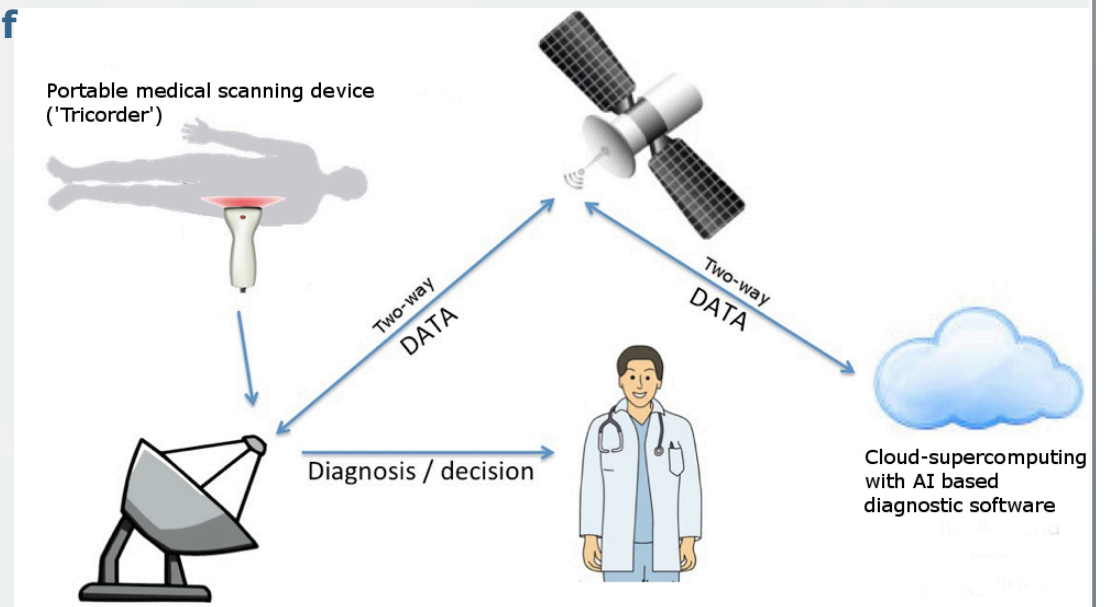 f
Portable medical scanning device
('Tricorder')
Two-way
DATA
Two-way
DATA
Diagnosis / decision
Cloud-supercomputing
with AI based
diagnostic software